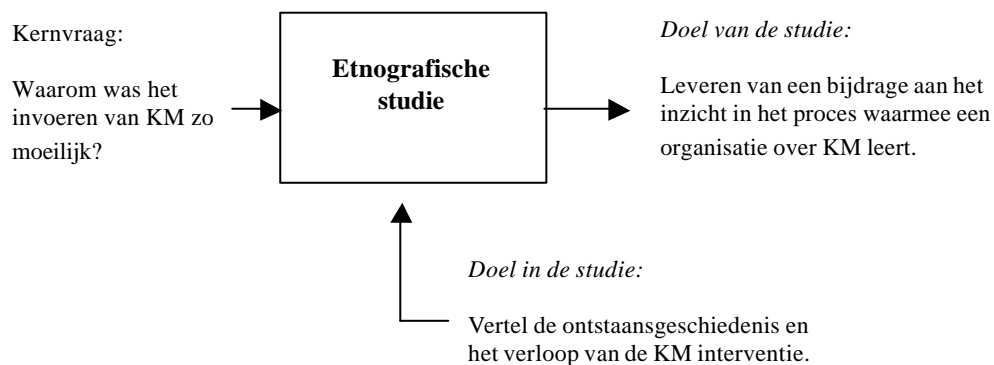 Kernvraag:
Waarom was het
invoeren van KM zo
moeilijk?
Etnografische
studie
Doel van de studie:
Leveren van een bijdrage aan het
inzicht in het proces waarmee een
organisatie over KM leert.
Doel in de studie:
Vertel de ontstaansgeschiedenis en
het verloop van de KM interventie.